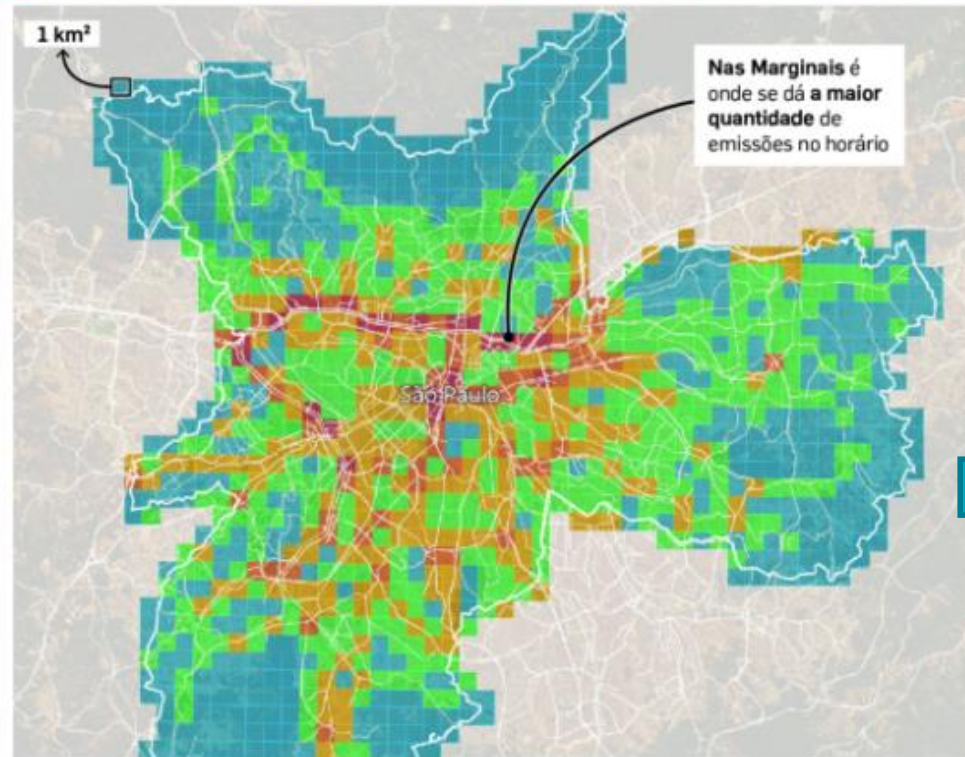 1 km²
Nas Marginais é
onde se dá a maior
quantidade de
emissões no horário
São Paulo